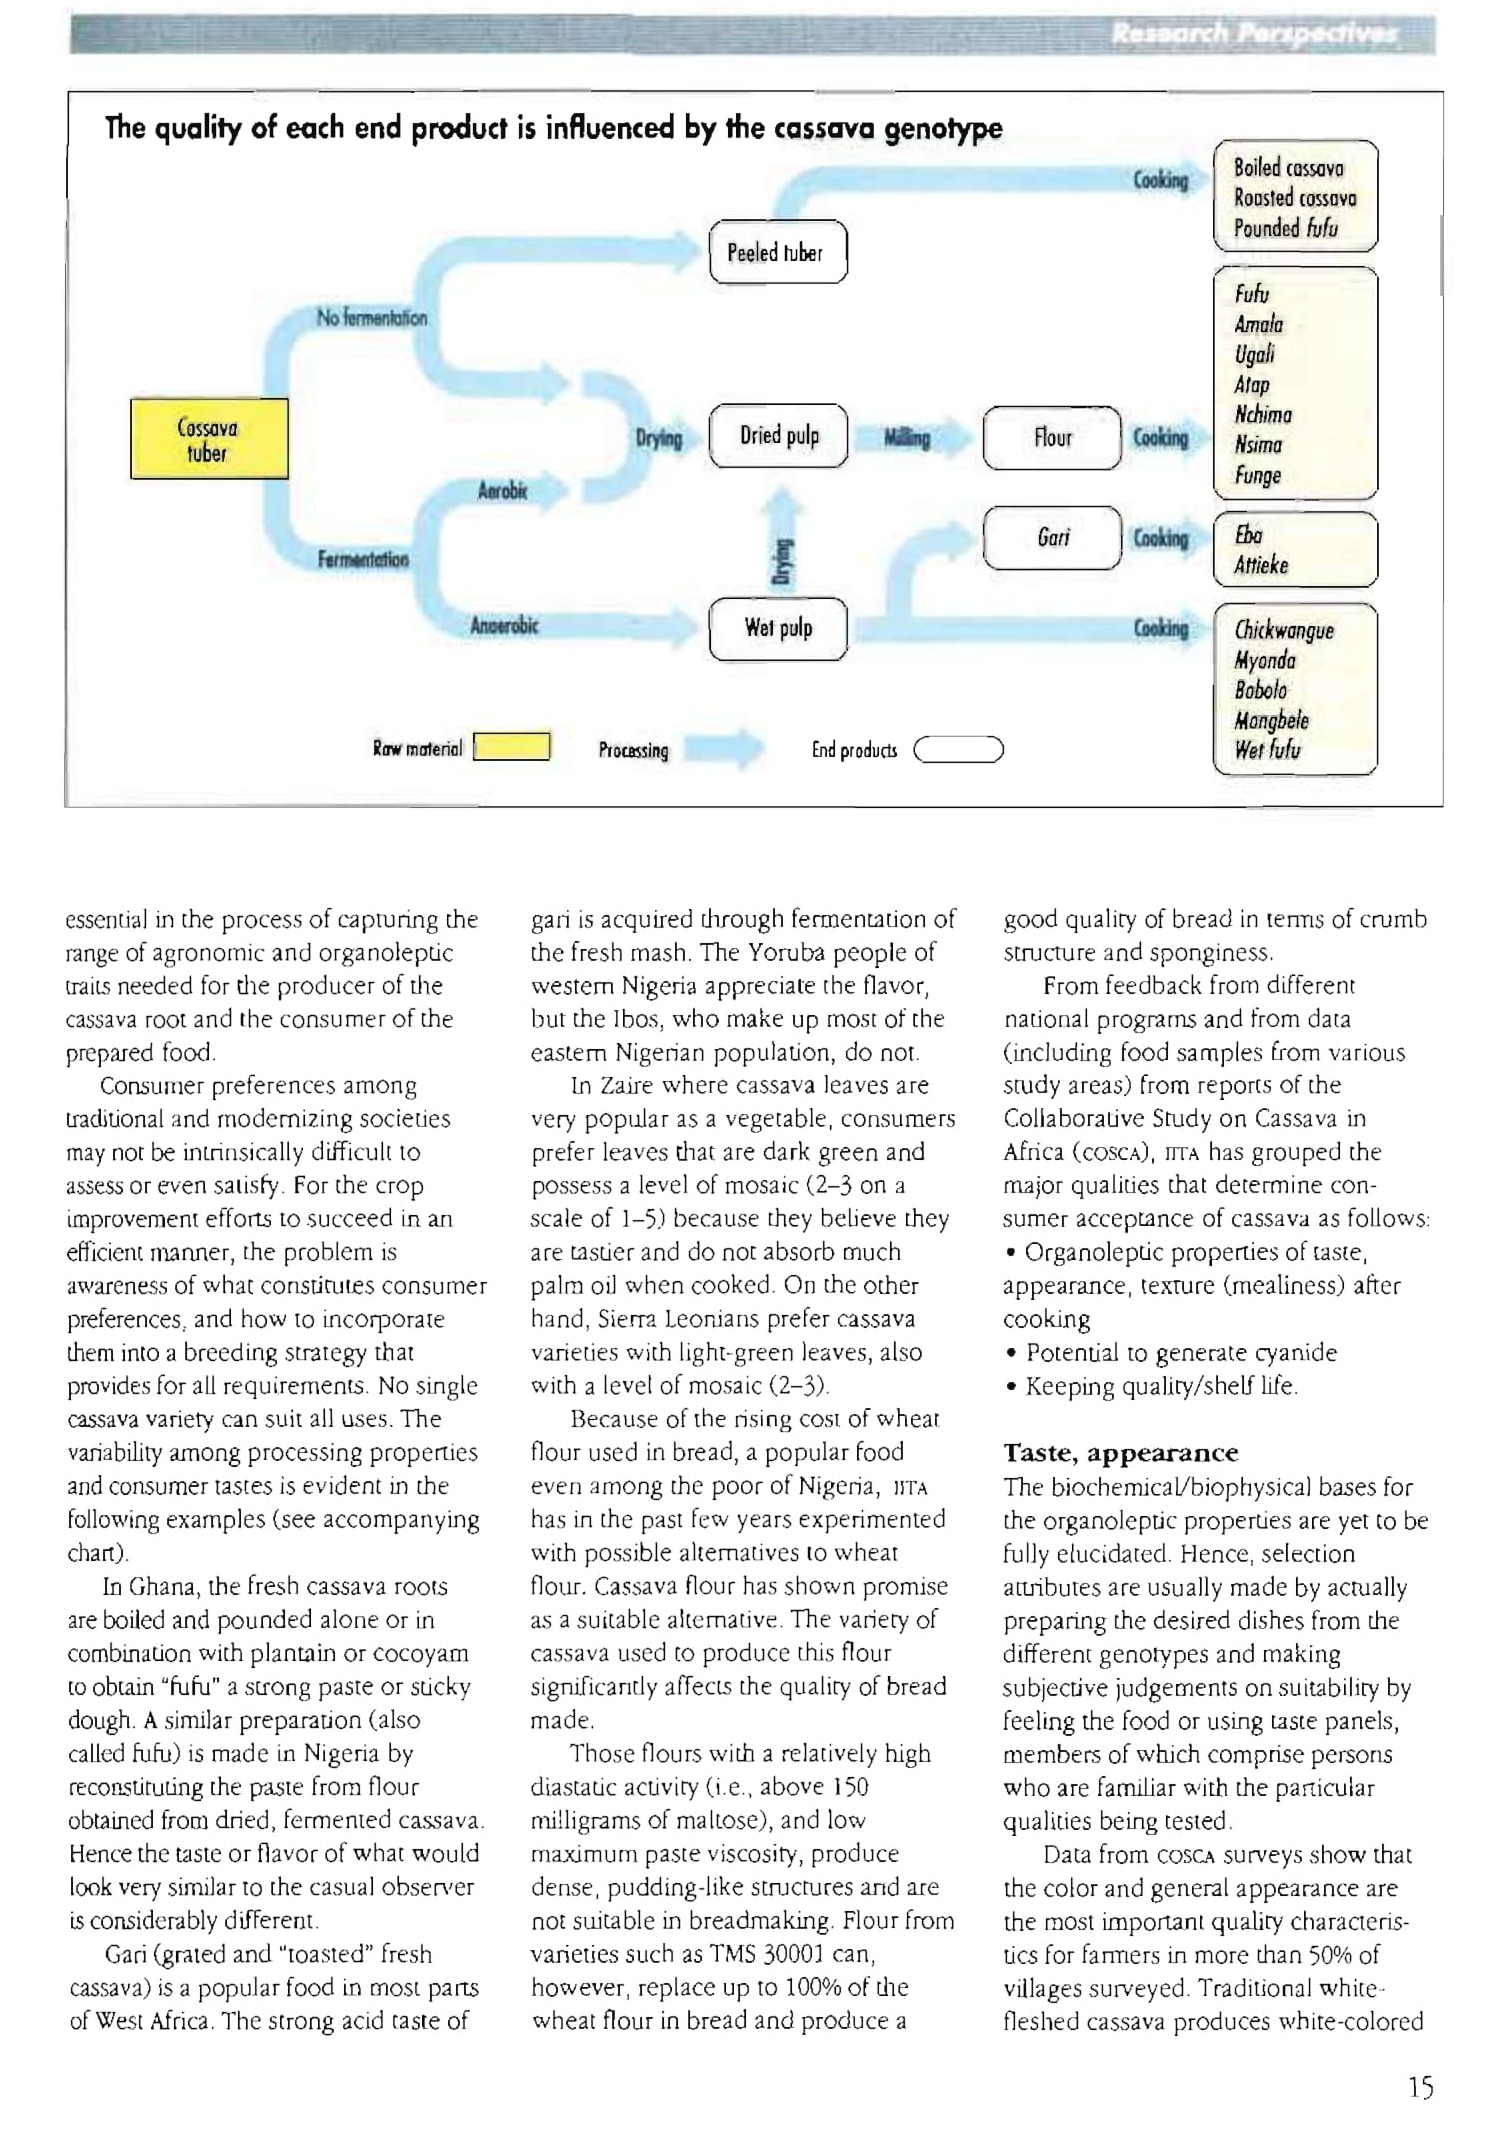 Research Perspectives
The quality of each end product is influenced by the cassava genotype
Cooking
Boiled cassava
Roasted cassava
Pounded fufu
Peeled tuber
No fermentation
Fufu
Amala
Ugali
Atap
Nchima
Nsima
Funge
Cassava
tuber
Drying
Dried pulp
Milling
Flour
Cooking
Aerobic
Drying
Gari
Cooking
Eba
Attieke
Fermentation
Anaerobic
Wet pulp
Cooking
Chickwangue
Myonda
Bobolo
Mangbele
Wet fufu
Raw material
Processing
End products
essential in the process of capturing the
range of agronomic and organoleptic
traits needed for the producer of the
cassava root and the consumer of the
prepared food.
Consumer preferences among
traditional and modernizing societies
may not be intrinsically difficult to
assess or even satisfy. For the crop
improvement efforts to succeed in an
efficient manner, the problem is
awareness of what constitutes consumer
preferences, and how to incorporate
them into a breeding strategy that
provides for all requirements. No single
cassava variety can suit all uses. The
variability among processing properties
and consumer tastes is evident in the
following examples (see accompanying
chart).
In Ghana, the fresh cassava roots
are boiled and pounded alone or in
combination with plantain or cocoyam
to obtain "fufu" a strong paste or sticky
dough. A similar preparation (also
called fufu) is made in Nigeria by
reconstituting the paste from flour
obtained from dried, fermented cassava.
Hence the taste or flavor of what would
look very similar to the casual observer
is considerably different.
Gari (grated and "toasted" fresh
cassava) is a popular food in most parts
of West Africa. The strong acid taste of
gari is acquired through fermentation of
the fresh mash. The Yoruba people of
western Nigeria appreciate the flavor,
but the Ibos, who make up most of the
eastern Nigerian population, do not.
In Zaire where cassava leaves are
very popular as a vegetable, consumers
prefer leaves that are dark green and
possess a level of mosaic (2–3 on a
scale of 1–5) because they believe they
are tastier and do not absorb much
palm oil when cooked. On the other
hand, Sierra Leonians prefer cassava
varieties with light-green leaves, also
with a level of mosaic (2–3).
Because of the rising cost of wheat
flour used in bread, a popular food
even among the poor of Nigeria, IITA
has in the past few years experimented
with possible alternatives to wheat
flour. Cassava flour has shown promise
as a suitable alternative. The variety of
cassava used to produce this flour
significantly affects the quality of bread
made.
Those flours with a relatively high
diastatic activity (i.e., above 150
milligrams of maltose), and low
maximum paste viscosity, produce
dense, pudding-like structures and are
not suitable in breadmaking. Flour from
varieties such as TMS 30001 can,
however, replace up to 100% of the
wheat flour in bread and produce a
good quality of bread in terms of crumb
structure and sponginess.
From feedback from different
national programs and from data
(including food samples from various
study areas) from reports of the
Collaborative Study on Cassava in
Africa (COSCA), IITA has grouped the
major qualities that determine con-
sumer acceptance of cassava as follows:
• Organoleptic properties of taste,
appearance, texture (mealiness) after
cooking
• Potential to generate cyanide
• Keeping quality/shelf life.
Taste, appearance
The biochemical/biophysical bases for
the organoleptic properties are yet to be
fully elucidated. Hence, selection
attributes are usually made by actually
preparing the desired dishes from the
different genotypes and making
subjective judgements on suitability by
feeling the food or using taste panels,
members of which comprise persons
who are familiar with the particular
qualities being tested.
Data from COSCA surveys show that
the color and general appearance are
the most important quality characteris-
tics for farmers in more than 50% of
villages surveyed. Traditional white-
fleshed cassava produces white-colored
15